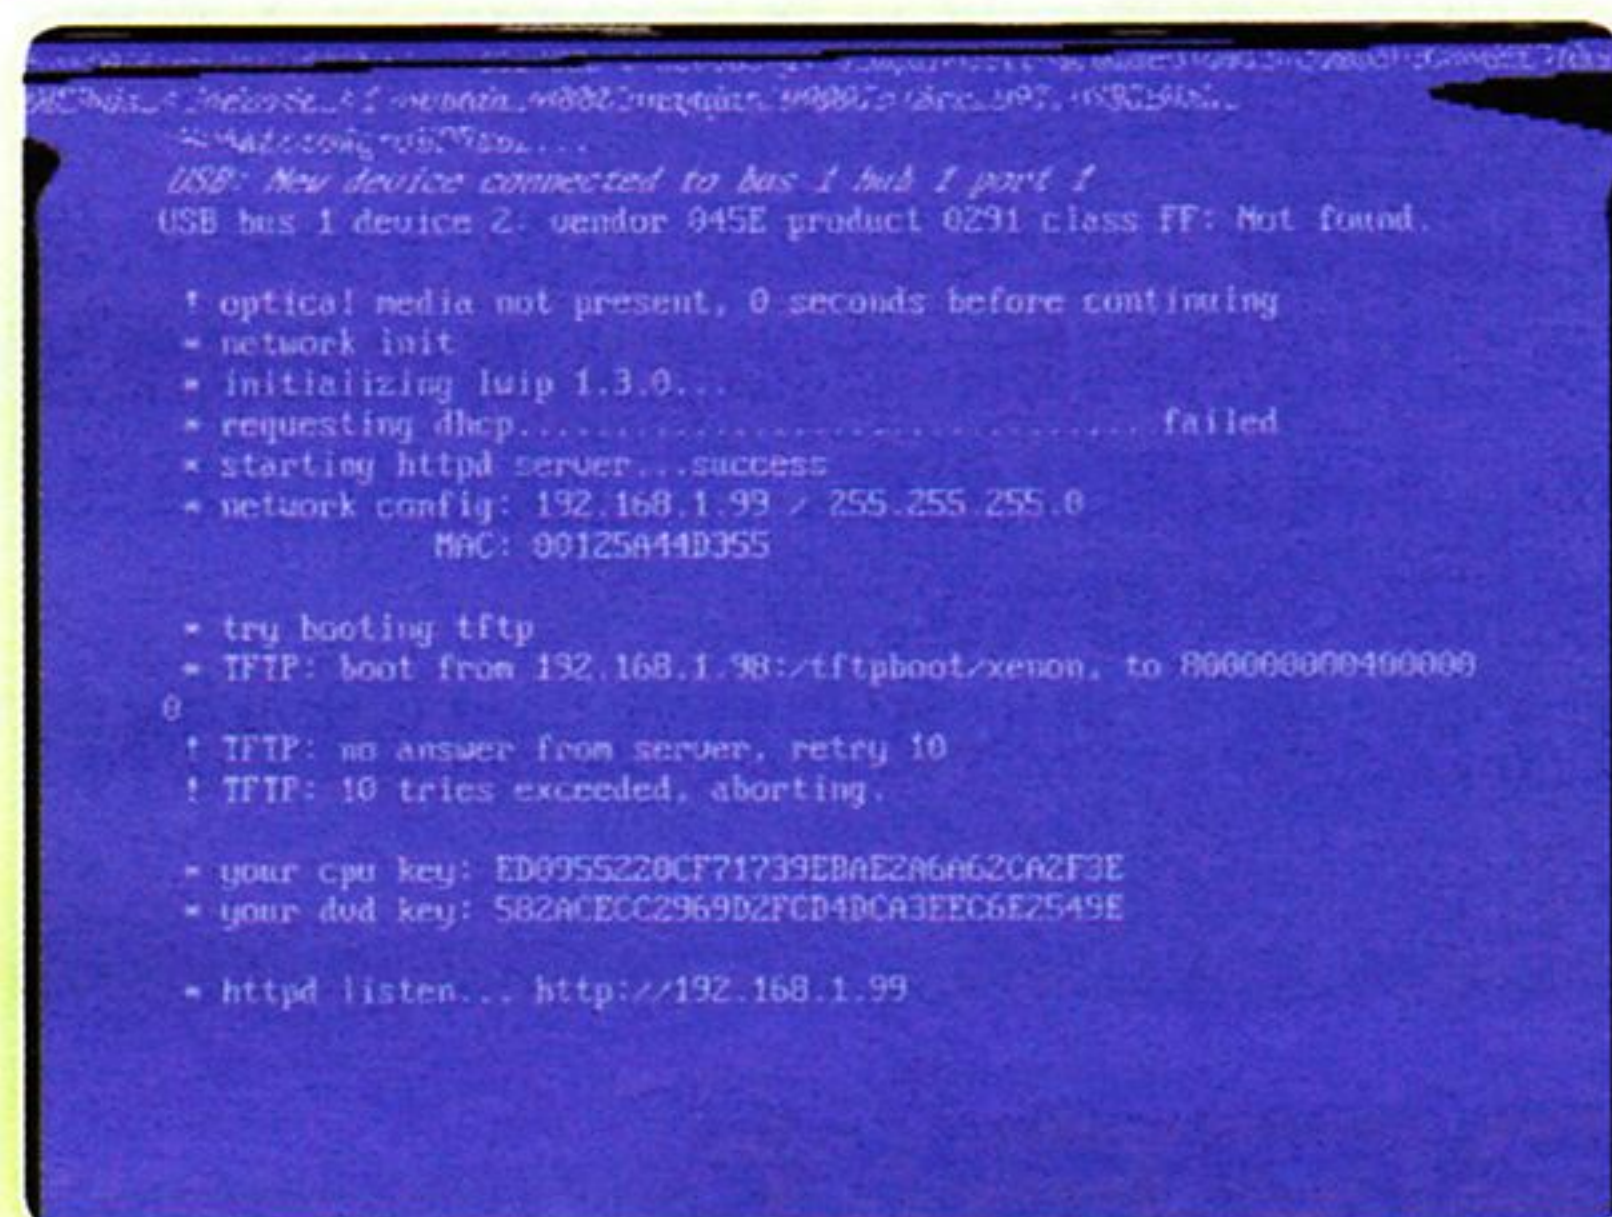 USB: New device connected to bus 1 hub 1 port 1
USB bus 1 device 2: vendor 045E product 0291 class FF: Not found.
! optical media not present, 0 seconds before continuing
* network init
* initializing lwip 1.3.0...
* requesting dhcp................................ failed
* starting httpd server...success
* network config: 192.168.1.99 / 255.255.255.0
MAC: 00125A44D355
* try booting tftp
* TFTP: boot from 192.168.1.98:/tftpboot/xenon, to 800000000400000
0
! TFTP: no answer from server, retry 10
! TFTP: 10 tries exceeded, aborting.
* your cpu key: ED0955220CF71739EBAE2A6A62CA2F3E
* your dvd key: 582ACECC2969D2FCD4DCA3EEC6E2549E
* httpd listen... http://192.168.1.99